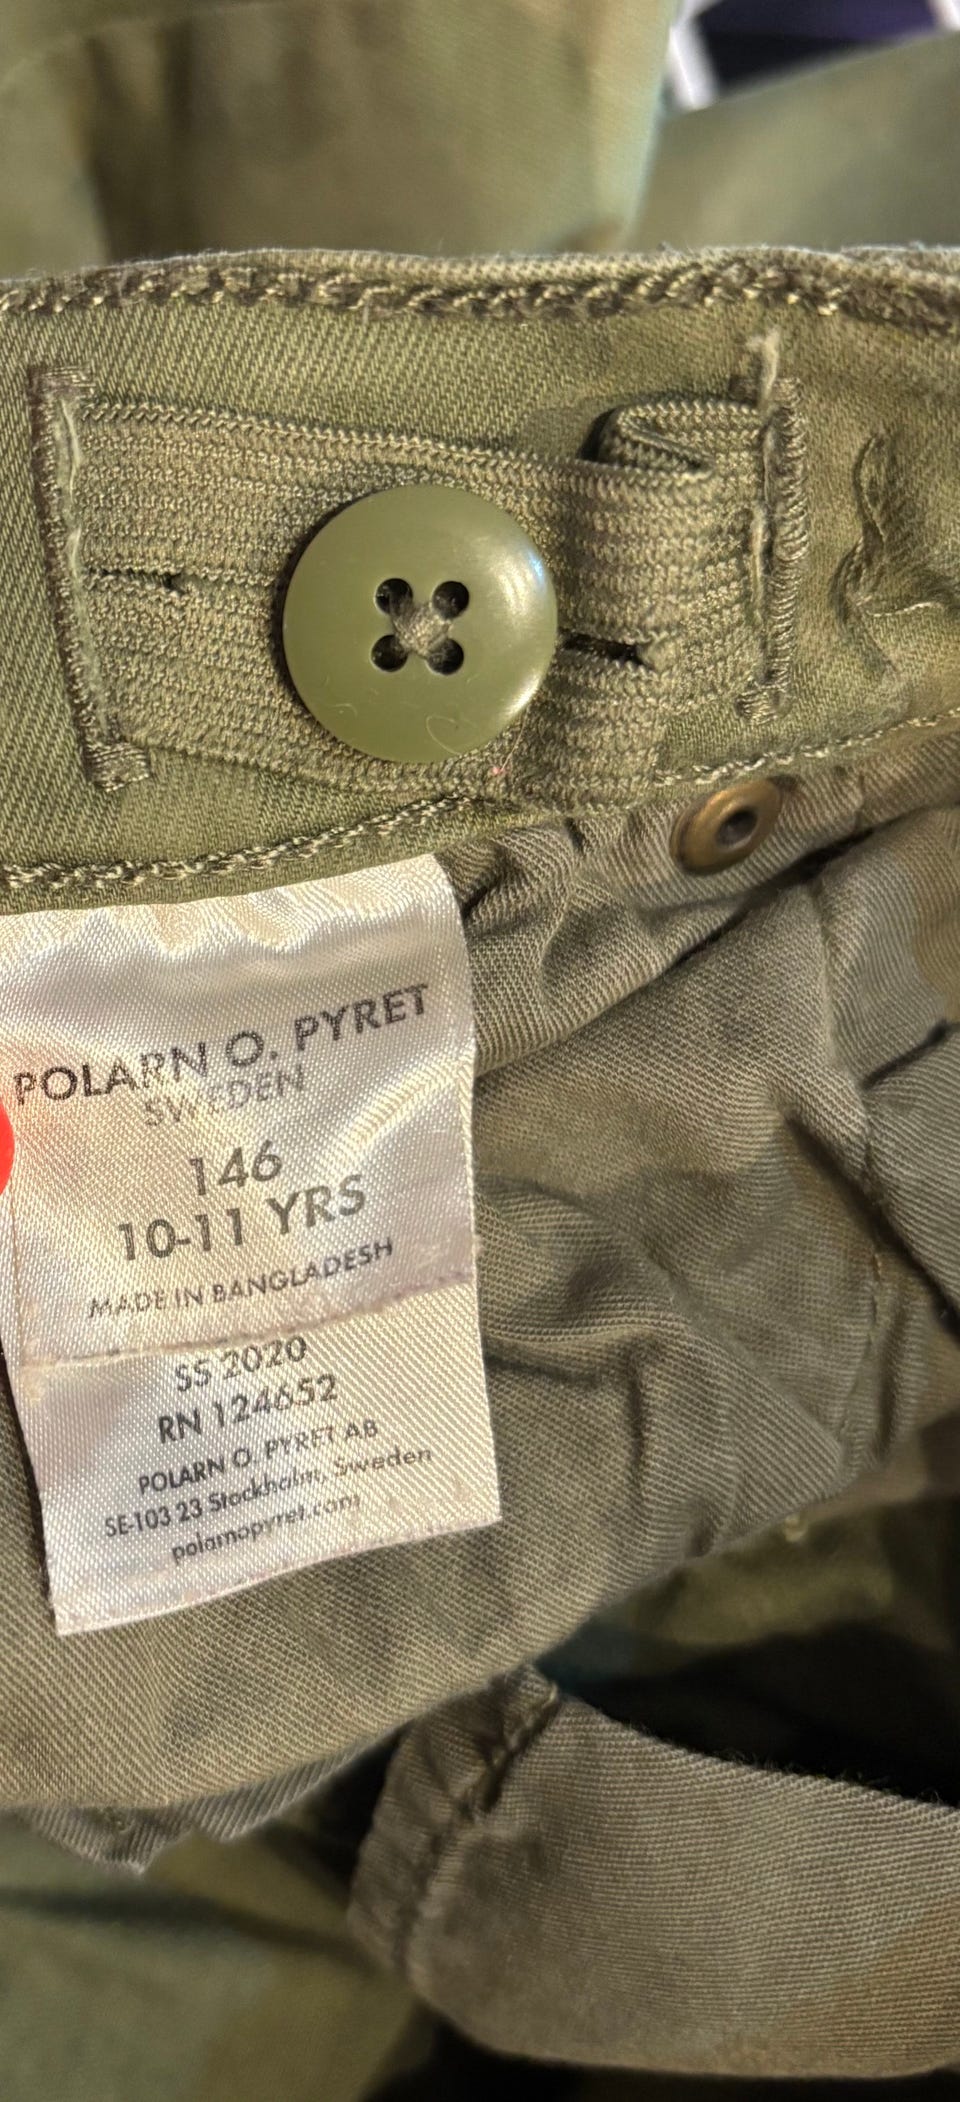 POLARN O. PYRET
SWEDEN
146
10-11 YRS
MADE IN BANGLADESH
SS 2020
RN 124652
POLARN O. PYRET AB
SE-103 23 Stockholm, Sweden
polarnopyret.com